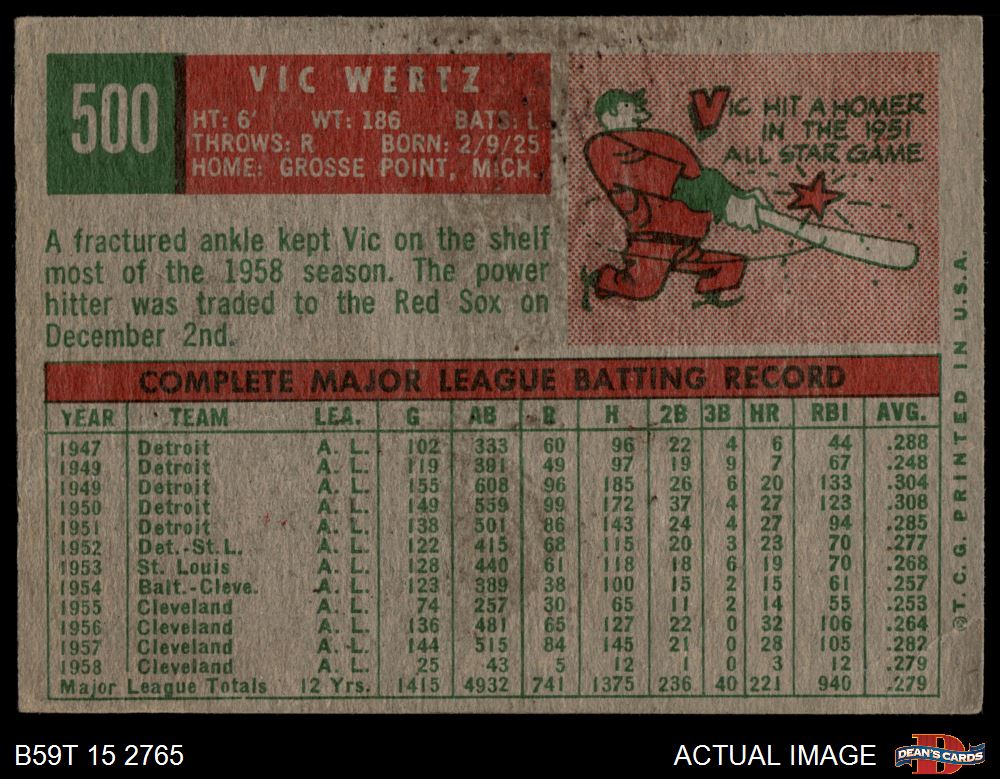 500
VIC WERTZ
HT: 6' WT: 186 BATS: L
THROWS: R BORN: 2/9/25
HOME: GROSSE POINT, MICH.
VIC HIT A HOMER
IN THE 1951
ALL STAR GAME
A fractured ankle kept Vic on the shelf
most of the 1958 season. The power
hitter was traded to the Red Sox on
December 2nd.
COMPLETE MAJOR LEAGUE BATTING RECORD
YEAR TEAM LEA. G AB R H 2B 3B HR RBI AVG.
1947 Detroit A. L. 102 333 60 96 22 4 6 44 .288
1949 Detroit A. L. 119 391 49 97 19 9 7 67 .248
1949 Detroit A. L. 155 608 96 185 26 6 20 133 .304
1950 Detroit A. L. 149 559 99 172 37 4 27 123 .308
1951 Detroit A. L. 138 501 86 143 24 4 27 94 .285
1952 Det.-St. L. A. L. 122 415 68 115 20 3 23 70 .277
1953 St. Louis A. L. 128 440 61 118 18 6 19 70 .268
1954 Balt.-Cleve. A. L. 123 389 38 100 15 2 15 61 .257
1955 Cleveland A. L. 74 257 30 65 11 2 14 55 .253
1956 Cleveland A. L. 136 481 65 127 22 0 32 106 .264
1957 Cleveland A. L. 144 515 84 145 21 0 28 105 .282
1958 Cleveland A. L. 25 43 5 12 1 0 3 12 .279
Major League Totals 12 Yrs. 1415 4932 741 1375 236 40 221 940 .279
©T. C. G. PRINTED IN U.S.A.
B59T 15 2765
ACTUAL IMAGE
D
DEAN'S CARDS